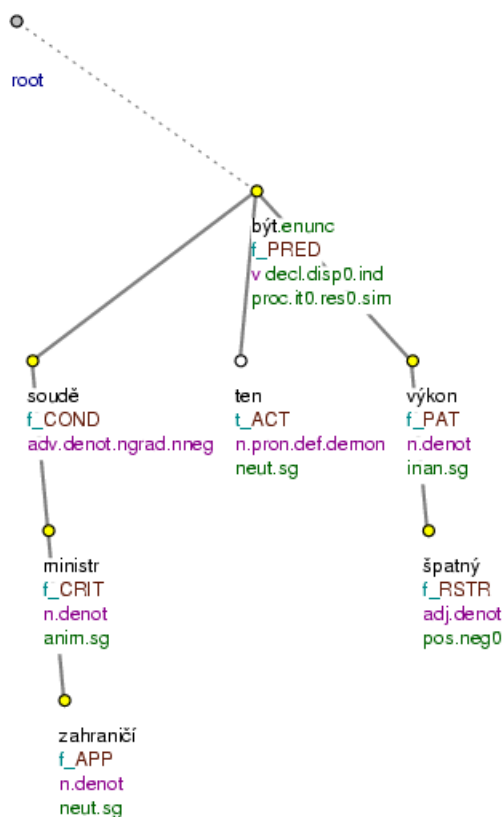 root
být.enunc
f_PRED
v.decl.disp0.ind
proc.it0.res0.sim
soudě
f_COND
adv.denot.ngrad.nneg
ten
t_ACT
n.pron.def.demon
neut.sg
výkon
f_PAT
n.denot
inan.sg
ministr
f_CRIT
n.denot
anim.sg
špatný
f_RSTR
adj.denot
pos.neg0
zahraničí
f_APP
n.denot
neut.sg